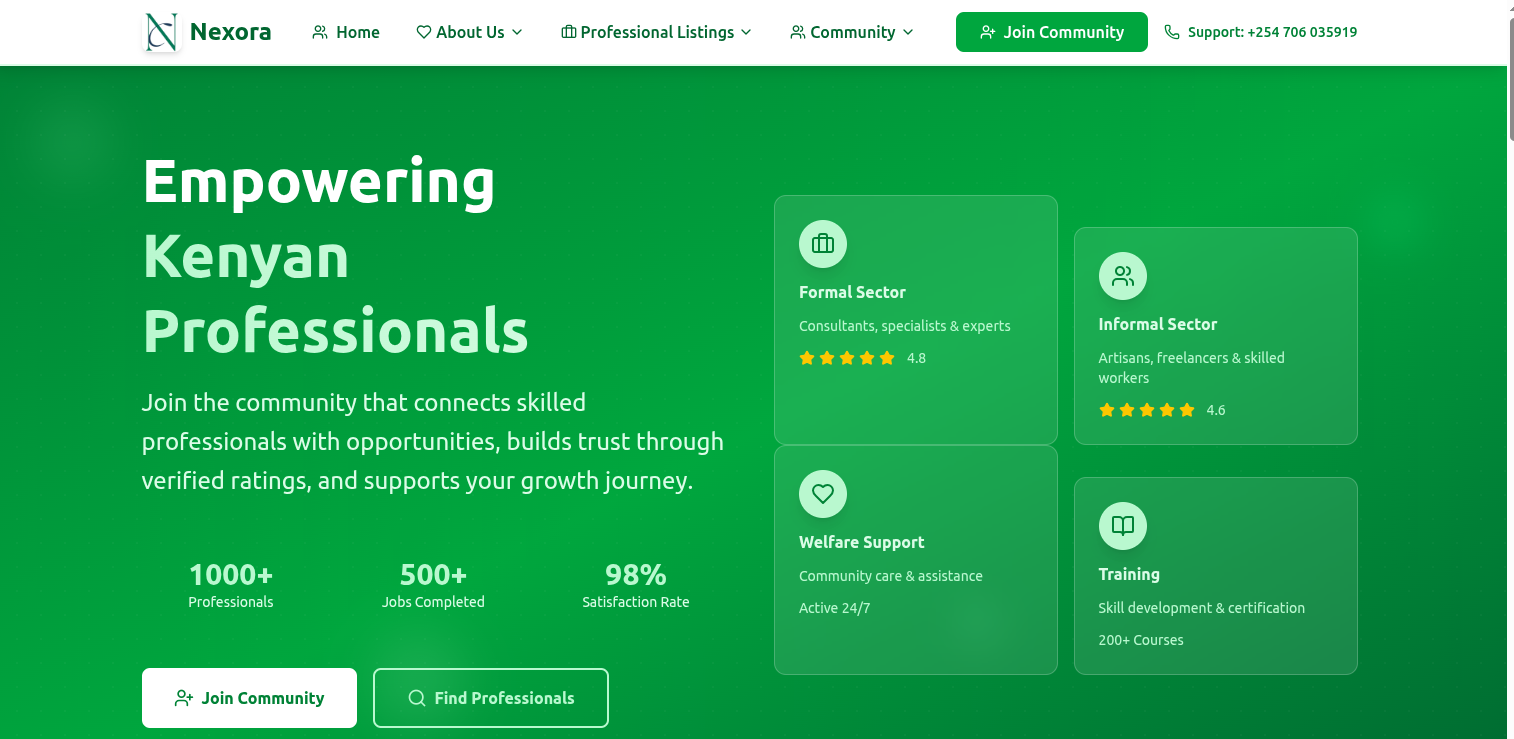 Nexora
Home
About Us
Professional Listings
Community
Join Community
Support: +254 706 035919
Empowering
Kenyan
Professionals
Join the community that connects skilled
professionals with opportunities, builds trust through
verified ratings, and supports your growth journey.
1000+
Professionals
500+
Jobs Completed
98%
Satisfaction Rate
Join Community
Find Professionals
Formal Sector
Consultants, specialists & experts
4.8
Informal Sector
Artisans, freelancers & skilled
workers
4.6
Welfare Support
Community care & assistance
Active 24/7
Training
Skill development & certification
200+ Courses